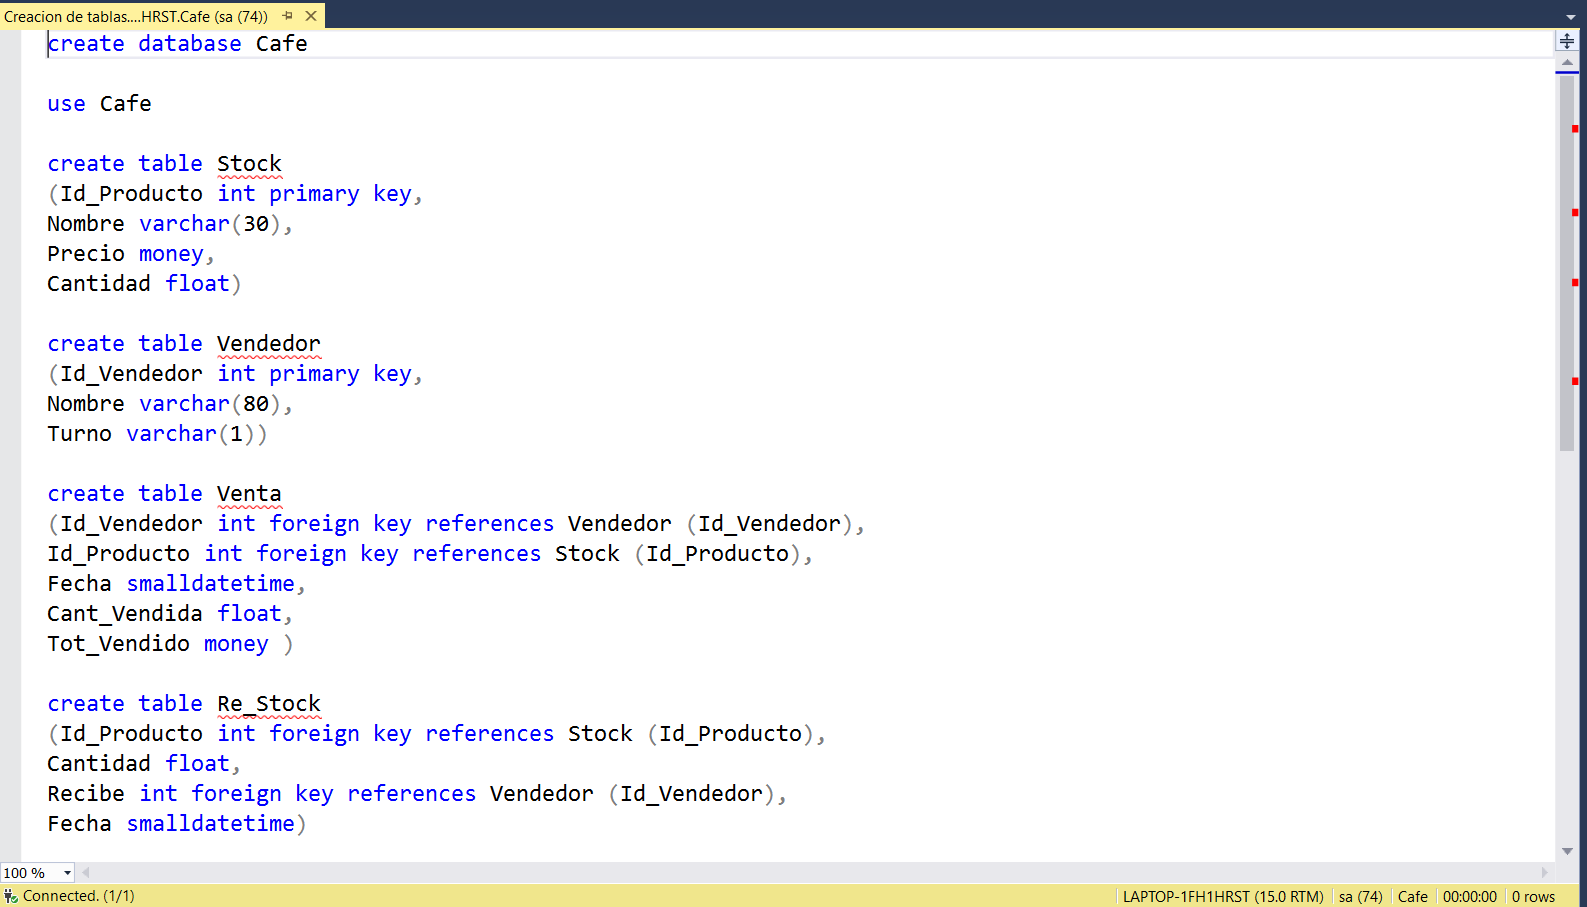 Creacion de tablas....HRST.Cafe (sa (74))
create database Cafe
use Cafe
create table Stock
(Id_Producto int primary key,
Nombre varchar(30),
Precio money,
Cantidad float)
create table Vendedor
(Id_Vendedor int primary key,
Nombre varchar(80),
Turno varchar(1))
create table Venta
(Id_Vendedor int foreign key references Vendedor (Id_Vendedor),
Id_Producto int foreign key references Stock (Id_Producto),
Fecha smalldatetime,
Cant_Vendida float,
Tot_Vendido money )
create table Re_Stock
(Id_Producto int foreign key references Stock (Id_Producto),
Cantidad float,
Recibe int foreign key references Vendedor (Id_Vendedor),
Fecha smalldatetime)
100 %
Connected. (1/1) LAPTOP-1FH1HRST (15.0 RTM) sa (74) Cafe 00:00:00 0 rows